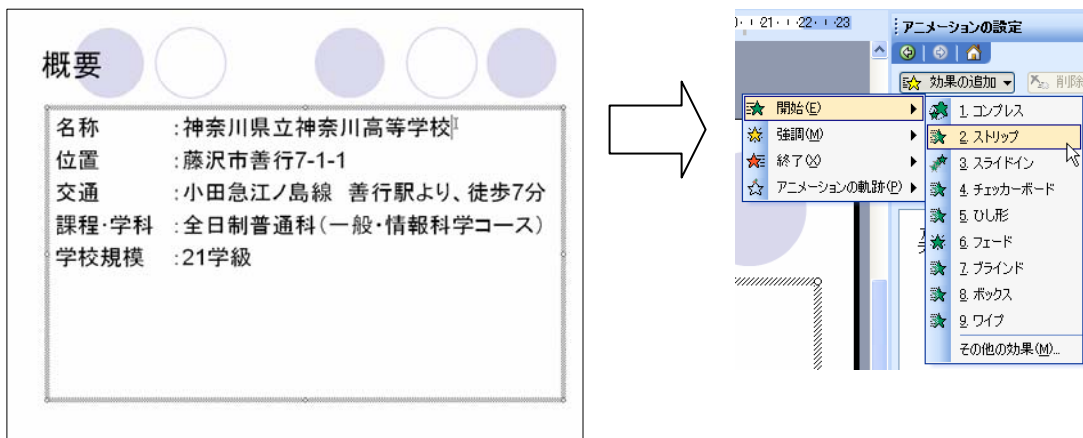 概要
名称 :神奈川県立神奈川高等学校
位置 :藤沢市善行7-1-1
交通 :小田急江ノ島線 善行駅より、徒歩7分
課程・学科 :全日制普通科(一般・情報科学コース)
学校規模 :21学級
21 22 23
アニメーションの設定
効果の追加 削除
開始(E)
強調(M)
終了(X)
アニメーションの軌跡(P)
1. コンプレス
2. ストリップ
3. スライドイン
4. チェッカーボード
5. ひし形
6. フェード
7. ブラインド
8. ボックス
9. ワイプ
その他の効果(M)...